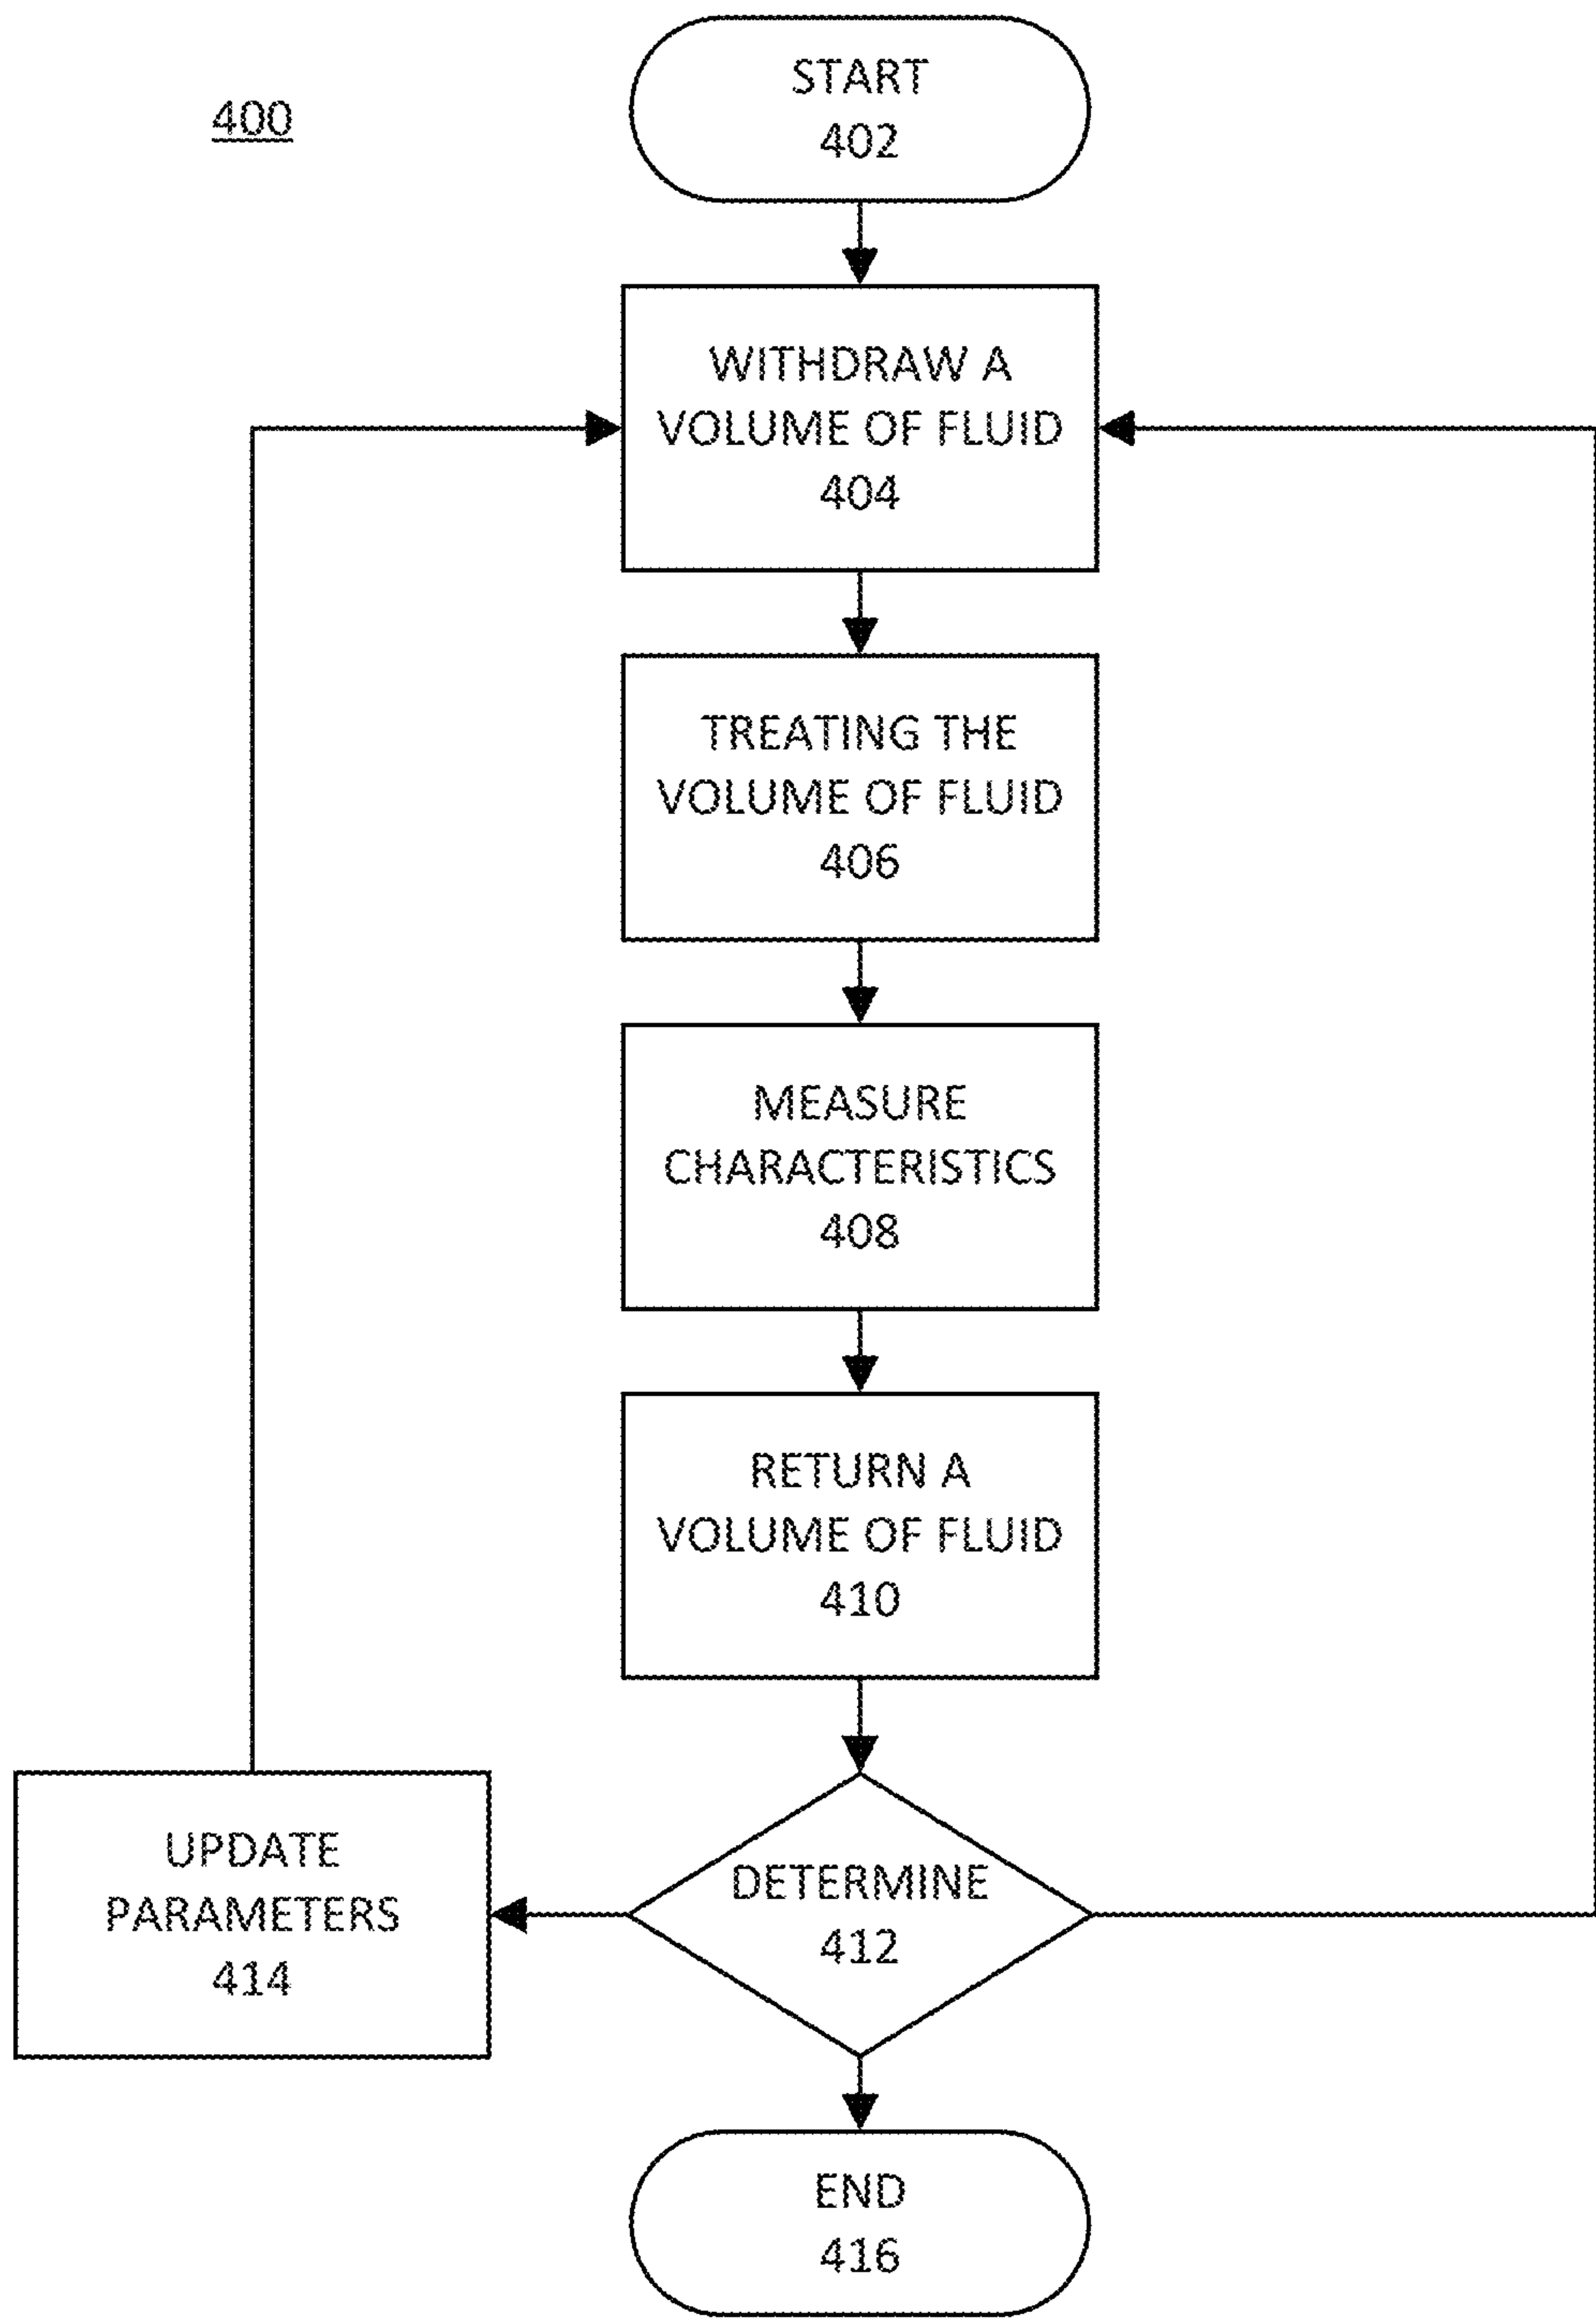 400
START
402
WITHDRAW A
VOLUME OF FLUID
404
TREATING THE
VOLUME OF FLUID
406
MEASURE
CHARACTERISTICS
408
RETURN A
VOLUME OF FLUID
410
UPDATE
PARAMETERS
414
DETERMINE
412
END
416